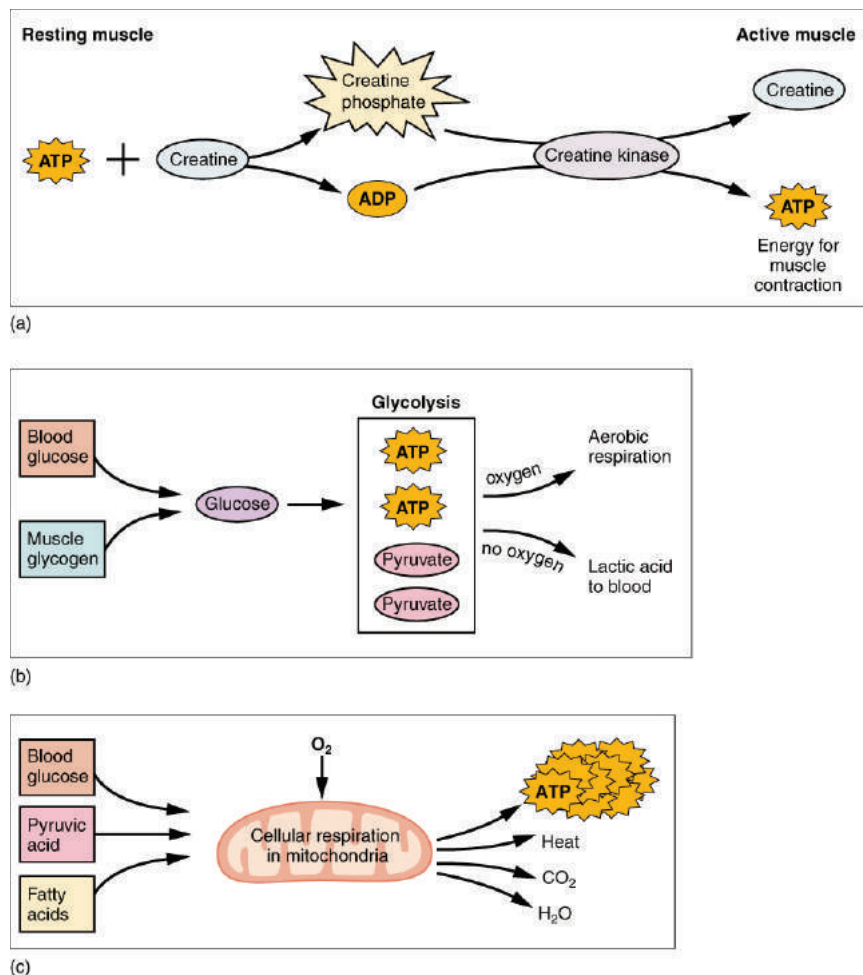 Resting muscle
Active muscle
ATP
Creatine
Creatine
phosphate
ADP
Creatine kinase
Creatine
ATP
Energy for
muscle
contraction
(a)
Blood
glucose
Muscle
glycogen
Glucose
Glycolysis
ATP
ATP
Pyruvate
Pyruvate
oxygen
no oxygen
Aerobic
respiration
Lactic acid
to blood
(b)
Blood
glucose
Pyruvic
acid
Fatty
acids
O₂
Cellular respiration
in mitochondria
ATP
Heat
CO₂
H₂O
(c)